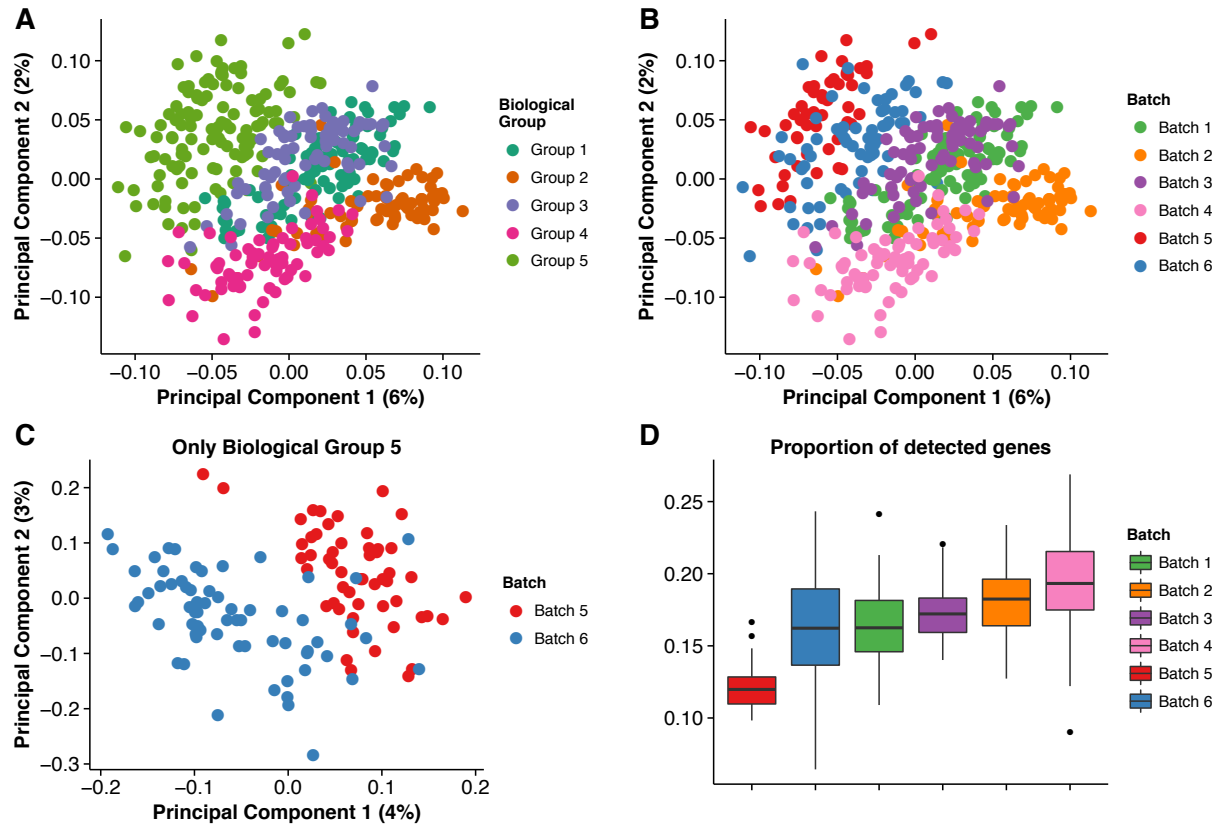 A
Principal Component 2 (2%)
0.10
0.05
0.00
−0.05
−0.10
−0.10
−0.05
0.00
0.05
0.10
Principal Component 1 (6%)
Biological
Group
Group 1
Group 2
Group 3
Group 4
Group 5
B
Principal Component 2 (2%)
0.10
0.05
0.00
−0.05
−0.10
−0.10
−0.05
0.00
0.05
0.10
Principal Component 1 (6%)
Batch
Batch 1
Batch 2
Batch 3
Batch 4
Batch 5
Batch 6
C
Only Biological Group 5
Principal Component 2 (3%)
0.2
0.1
0.0
−0.1
−0.2
−0.3
−0.2
−0.1
0.0
0.1
0.2
Principal Component 1 (4%)
Batch
Batch 5
Batch 6
D
Proportion of detected genes
0.25
0.20
0.15
0.10
Batch
Batch 1
Batch 2
Batch 3
Batch 4
Batch 5
Batch 6